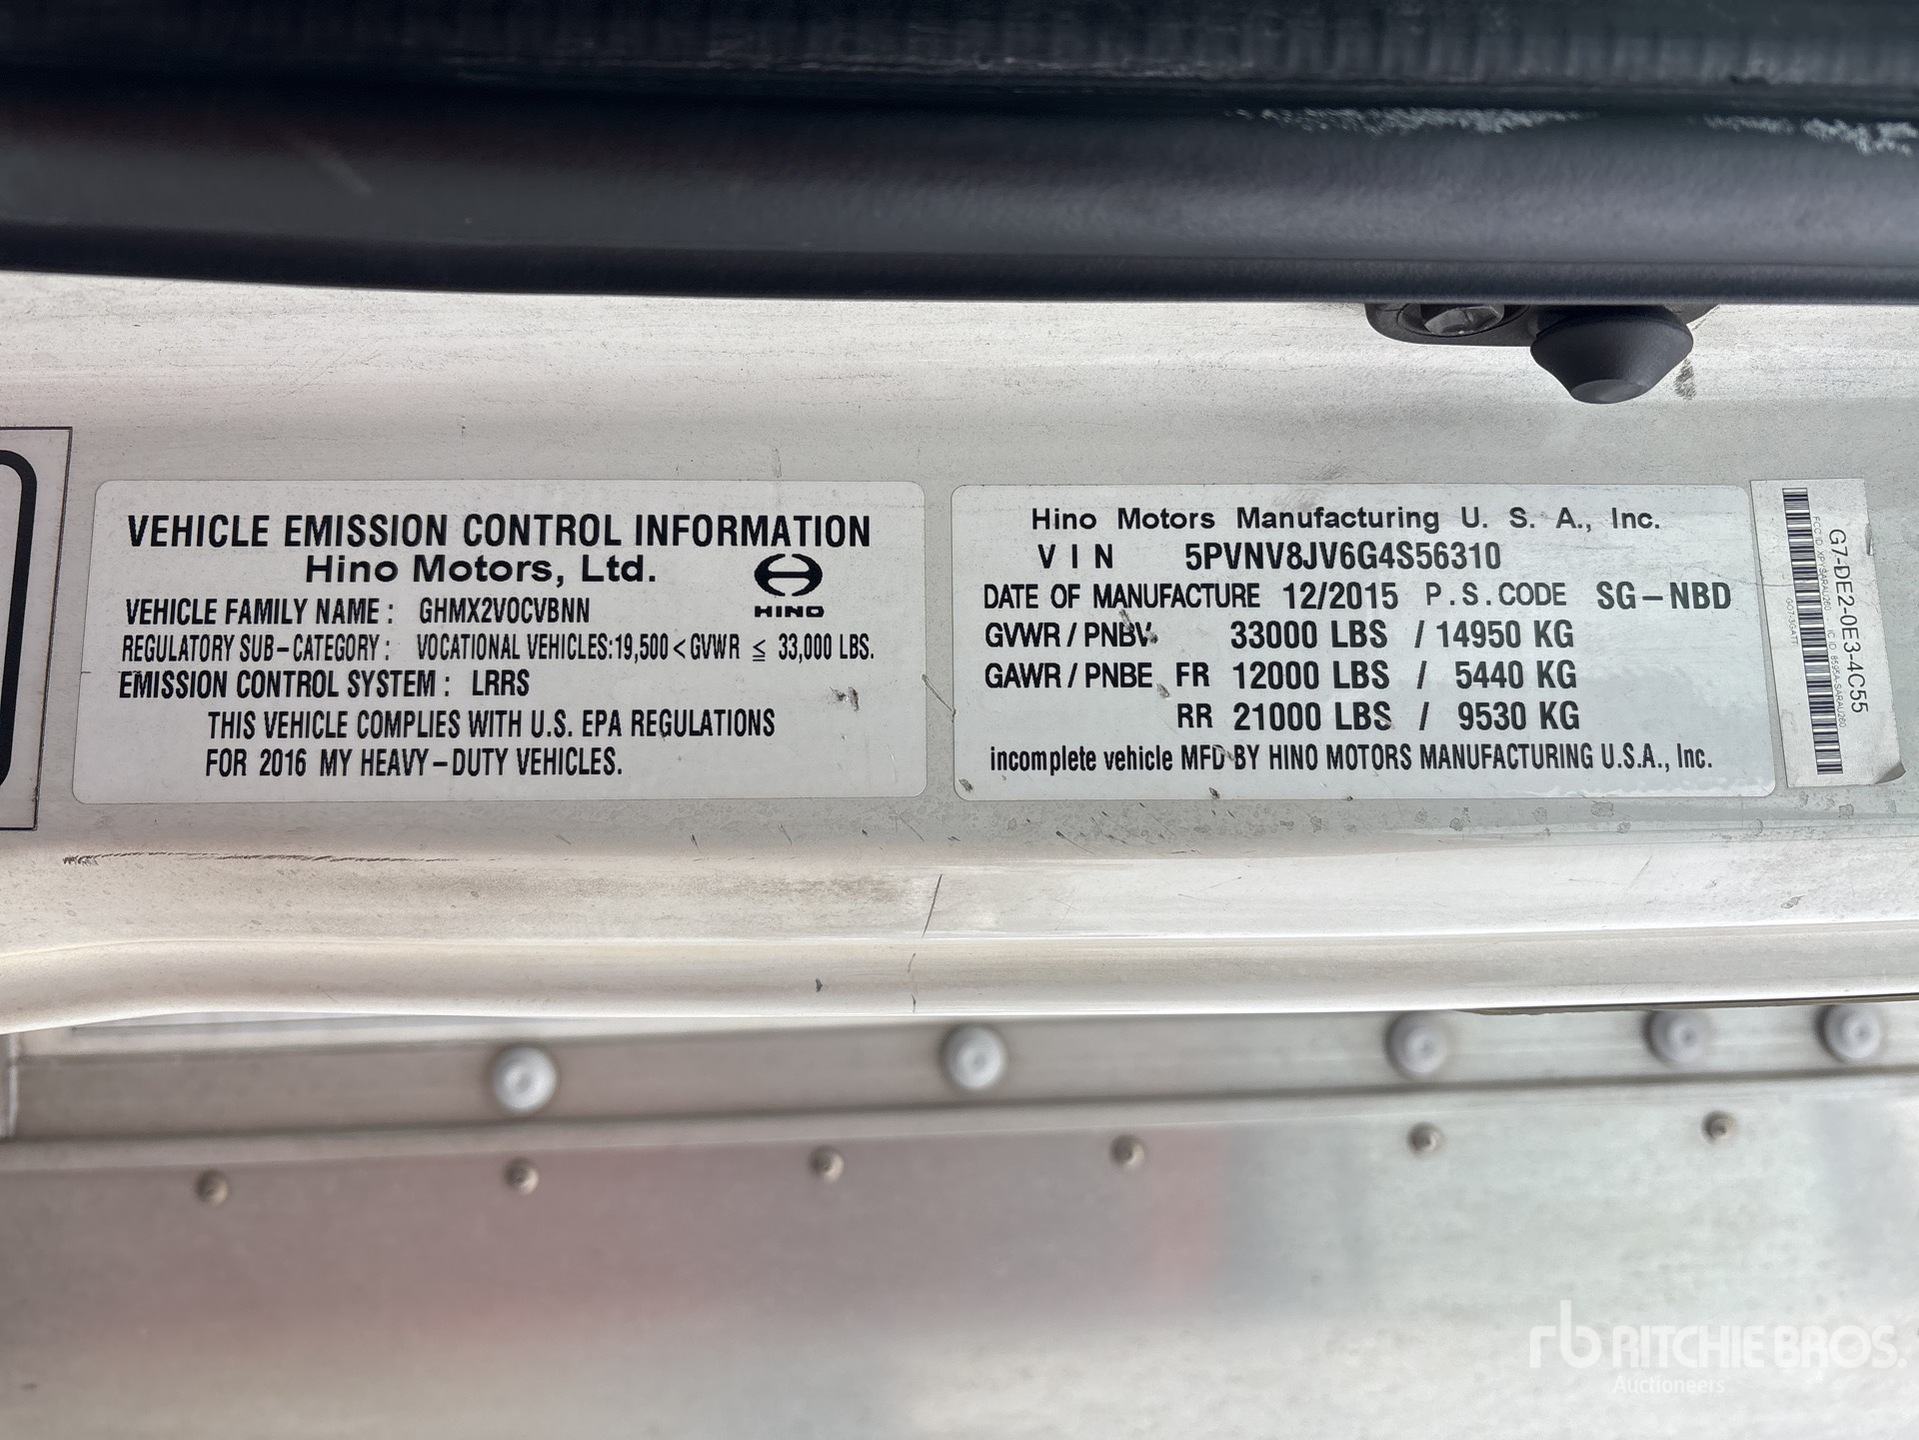 VEHICLE EMISSION CONTROL INFORMATION
Hino Motors, Ltd.
HINO
VEHICLE FAMILY NAME : GHMX2VOCVBNN
REGULATORY SUB-CATEGORY : VOCATIONAL VEHICLES:19,500<GVWR ≦ 33,000 LBS.
EMISSION CONTROL SYSTEM : LRRS
THIS VEHICLE COMPLIES WITH U.S. EPA REGULATIONS
FOR 2016 MY HEAVY-DUTY VEHICLES.
Hino Motors Manufacturing U. S. A., Inc.
V I N 5PVNV8JV6G4S56310
DATE OF MANUFACTURE 12/2015 P.S.CODE SG-NBD
GVWR / PNBV 33000 LBS / 14950 KG
GAWR / PNBE FR 12000 LBS / 5440 KG
RR 21000 LBS / 9530 KG
incomplete vehicle MFD BY HINO MOTORS MANUFACTURING U.S.A., Inc.
G7-DE2-0E3-4C55
rb RITCHIE BROS.
Auctioneers